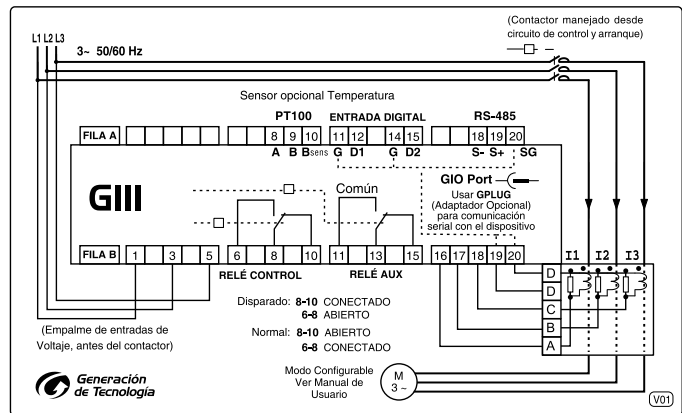 (Contactor manejado desde
circuito de control y arranque)
L1 L2 L3
3~ 50/60 Hz
Sensor opcional Temperatura
PT100 ENTRADA DIGITAL RS-485
FILA A 8 9 10 11 12 14 15 18 19 20
A B Bsens G D1 G D2 S- S+ SG
GIII
Común
GIO Port
Usar GPLUG
(Adaptador Opcional)
para comunicación
serial con el dispositivo
FILA B 1 3 5 6 8 10 11 13 15 16 17 18 19 20
RELÉ CONTROL RELÉ AUX
I1 I2 I3
D
D
C
B
A
Disparado: 8-10 CONECTADO
6-8 ABIERTO
Normal: 8-10 ABIERTO
6-8 CONECTADO
(Empalme de entradas de
Voltaje, antes del contactor)
Generación
de Tecnología
Modo Configurable
Ver Manual de
Usuario
M
3~
V01